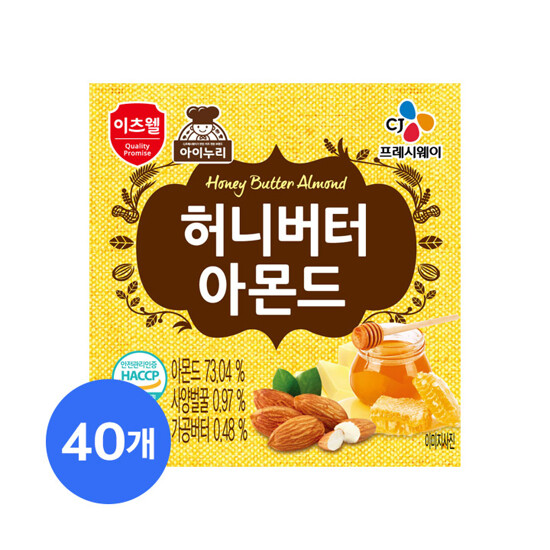 이츠웰
Quality
Promise
아이누리
CJ
프레시웨이
Honey Butter Almond
허니버터
아몬드
안전관리인증
HACCP
아몬드 73.04 %
사양벌꿀 0.97 %
가공버터 0.48 %
이미지사진
40개